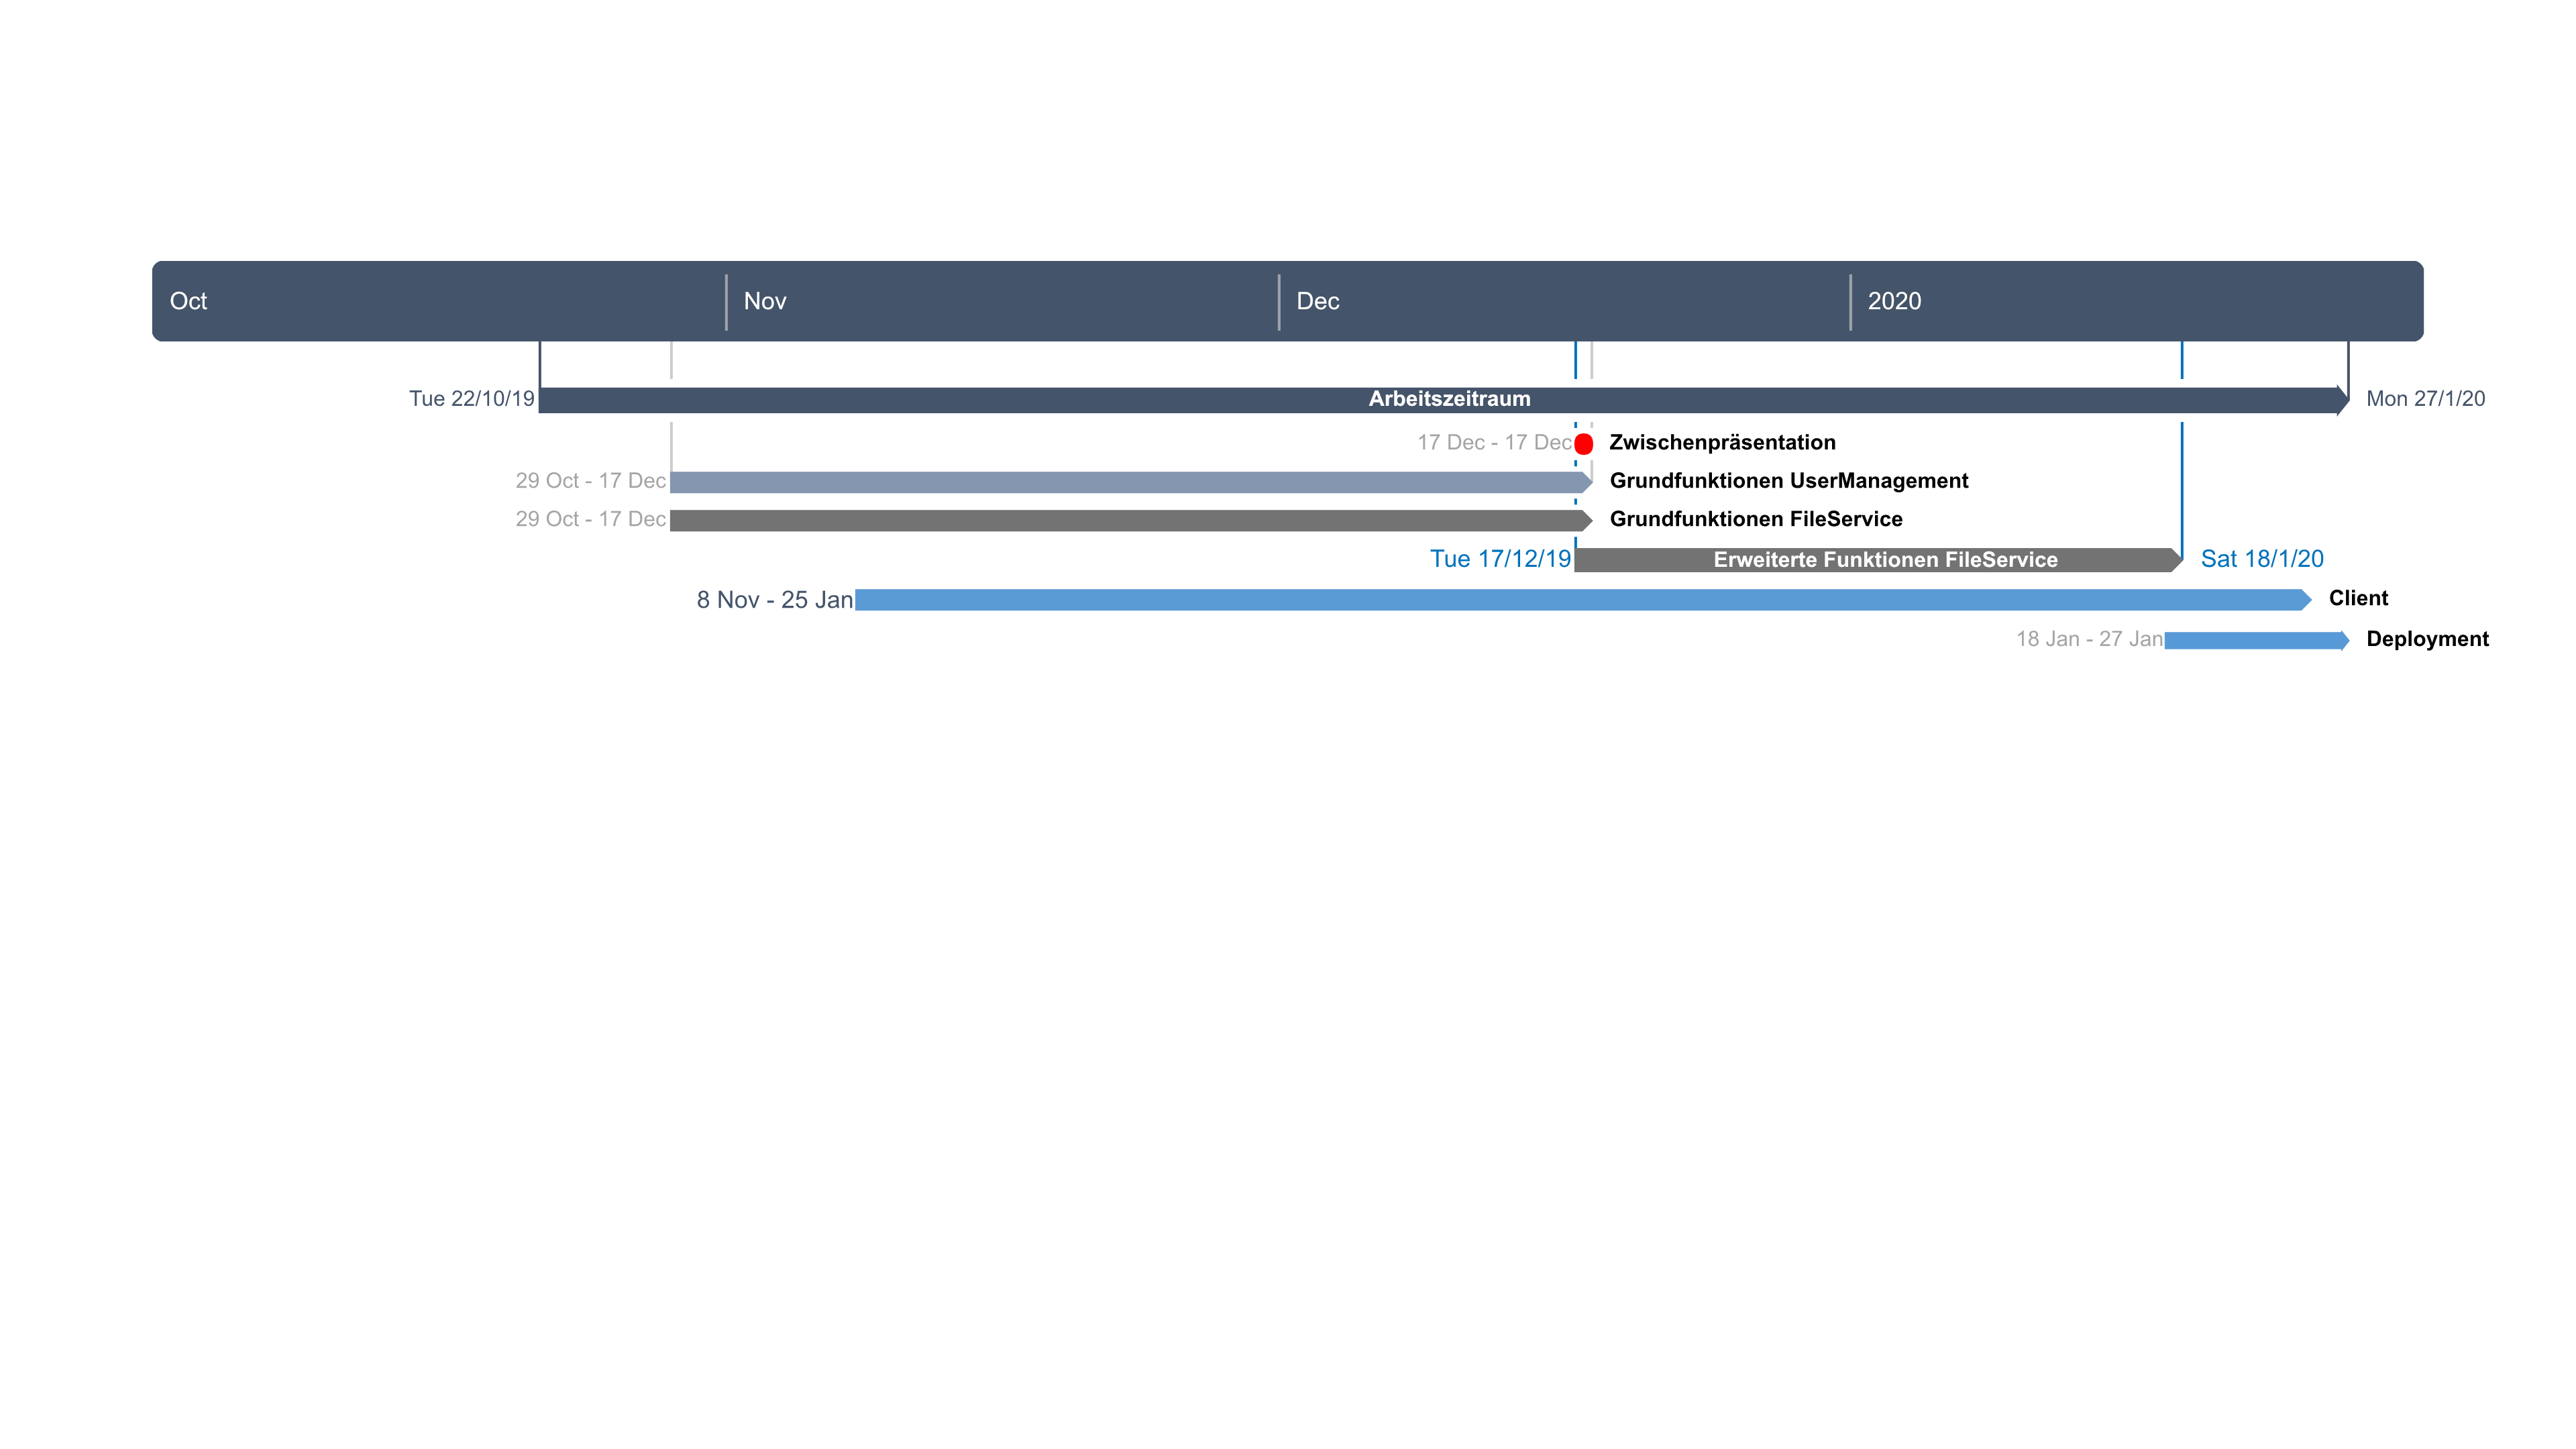 Oct Nov Dec 2020
Tue 22/10/19 Arbeitszeitraum Mon 27/1/20
17 Dec - 17 Dec Zwischenpräsentation
29 Oct - 17 Dec Grundfunktionen UserManagement
29 Oct - 17 Dec Grundfunktionen FileService
Tue 17/12/19 Erweiterte Funktionen FileService Sat 18/1/20
8 Nov - 25 Jan Client
18 Jan - 27 Jan Deployment